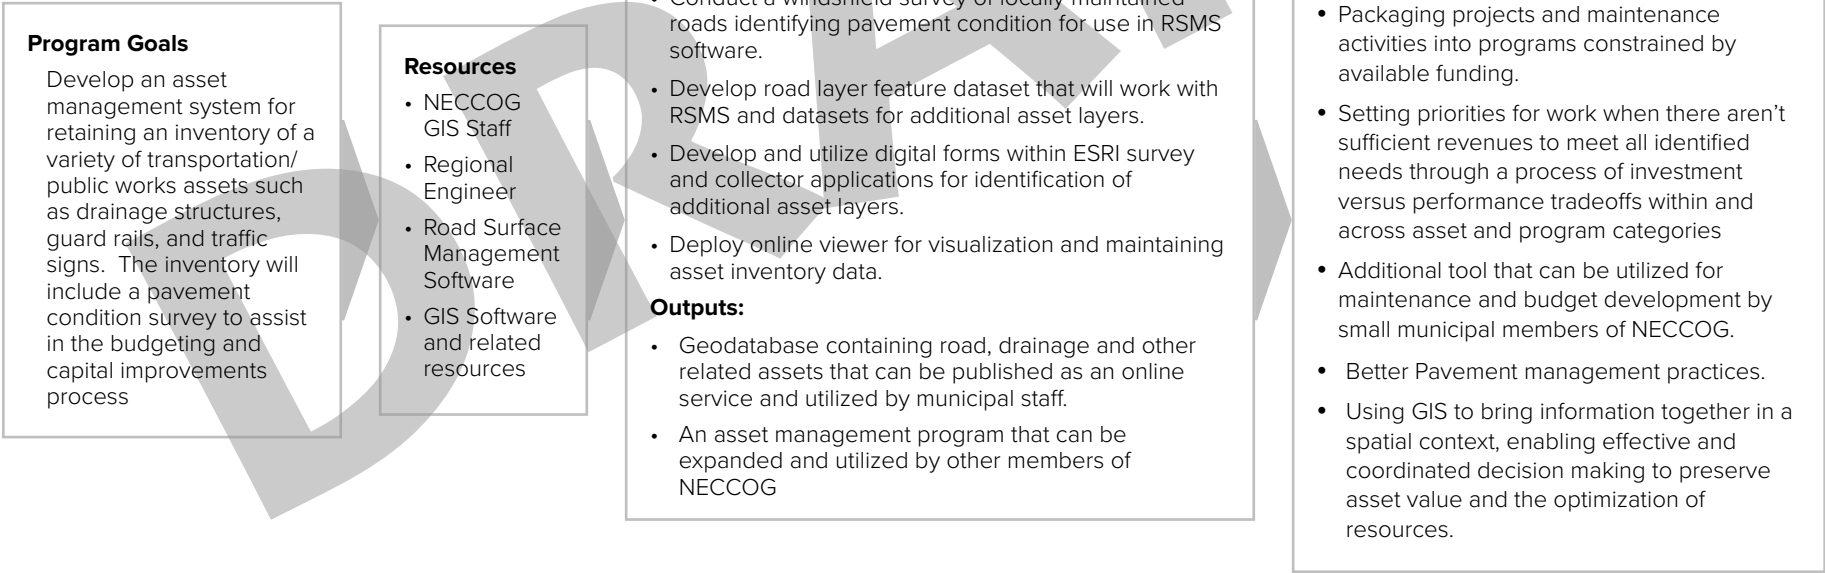 Program Goals
Develop an asset
management system for
retaining an inventory of a
variety of transportation/
public works assets such
as drainage structures,
guard rails, and traffic
signs. The inventory will
include a pavement
condition survey to assist
in the budgeting and
capital improvements
process
Resources
• NECCOG
GIS Staff
• Regional
Engineer
• Road Surface
Management
Software
• GIS Software
and related
resources
• Conduct a windshield survey of locally maintained
roads identifying pavement condition for use in RSMS
software.
• Develop road layer feature dataset that will work with
RSMS and datasets for additional asset layers.
• Develop and utilize digital forms within ESRI survey
and collector applications for identification of
additional asset layers.
• Deploy online viewer for visualization and maintaining
asset inventory data.
Outputs:
• Geodatabase containing road, drainage and other
related assets that can be published as an online
service and utilized by municipal staff.
• An asset management program that can be
expanded and utilized by other members of
NECCOG
• Packaging projects and maintenance
activities into programs constrained by
available funding.
• Setting priorities for work when there aren't
sufficient revenues to meet all identified
needs through a process of investment
versus performance tradeoffs within and
across asset and program categories
• Additional tool that can be utilized for
maintenance and budget development by
small municipal members of NECCOG.
• Better Pavement management practices.
• Using GIS to bring information together in a
spatial context, enabling effective and
coordinated decision making to preserve
asset value and the optimization of
resources.
DRA